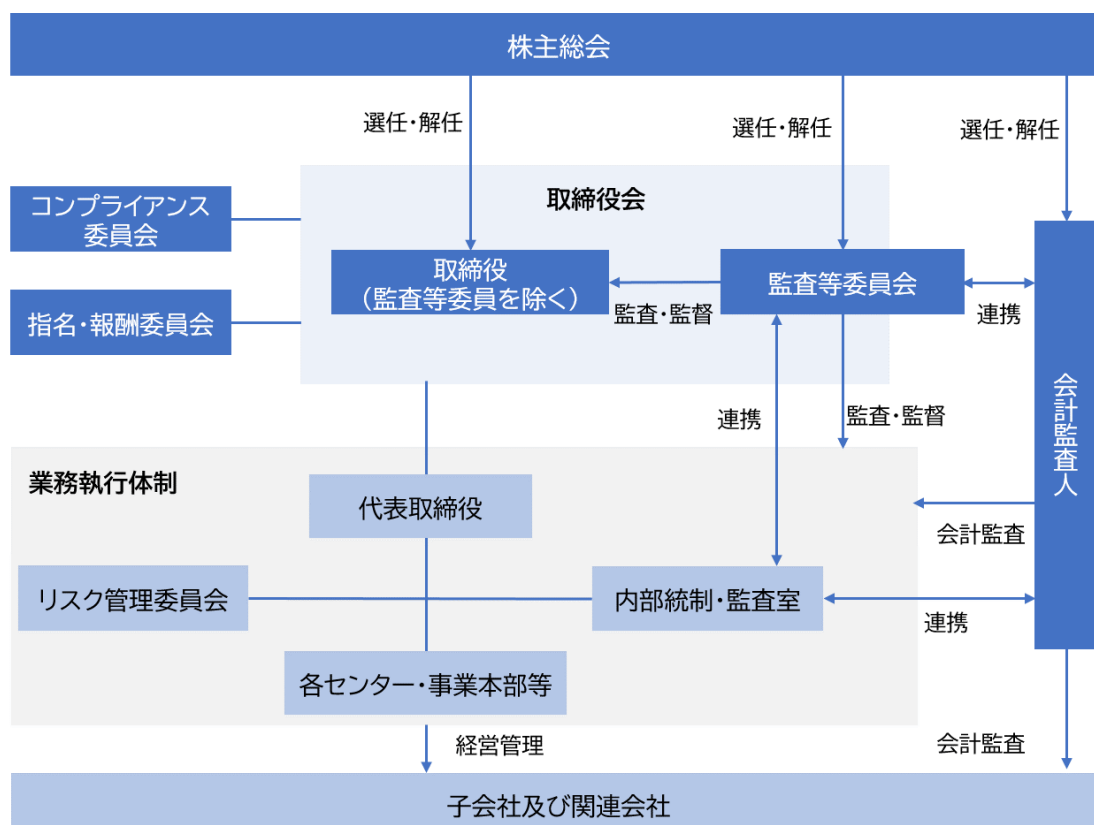 株主総会
選任・解任
選任・解任
選任・解任
取締役会
コンプライアンス
委員会
取締役
(監査等委員を除く)
監査等委員会
指名・報酬委員会
監査・監督
連携
会計監査人
連携
監査・監督
業務執行体制
代表取締役
会計監査
リスク管理委員会
内部統制・監査室
連携
各センター・事業本部等
経営管理
会計監査
子会社及び関連会社